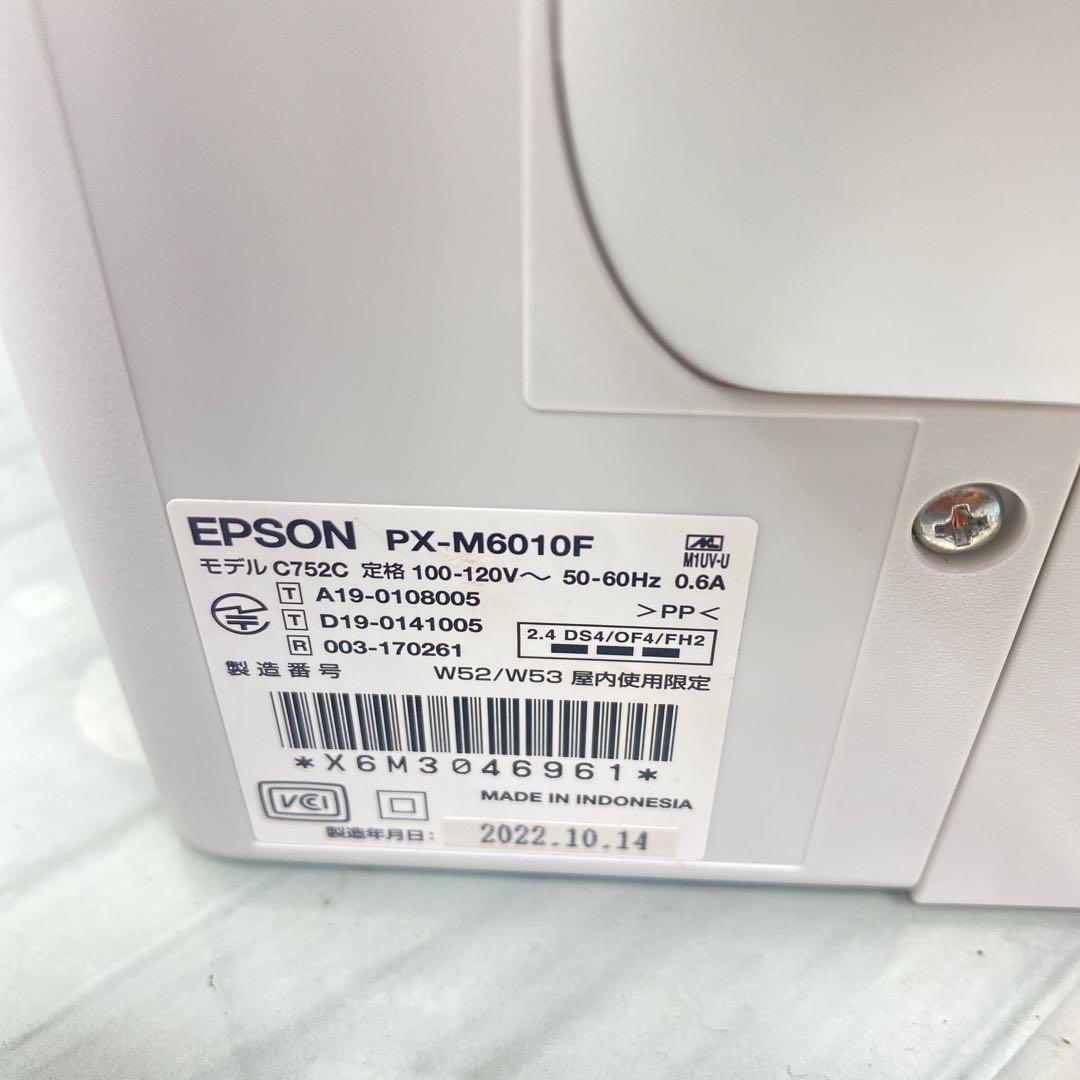 EPSON PX-M6010F
M1UV-U
モデル C752C 定格 100-120V～ 50-60Hz 0.6A
T A19-0108005
>PP<
T D19-0141005
2.4 DS4/OF4/FH2
R 003-170261
製造番号
W52/W53 屋内使用限定
*X6M3046961*
VCCI
MADE IN INDONESIA
製造年月日: 2022.10.14